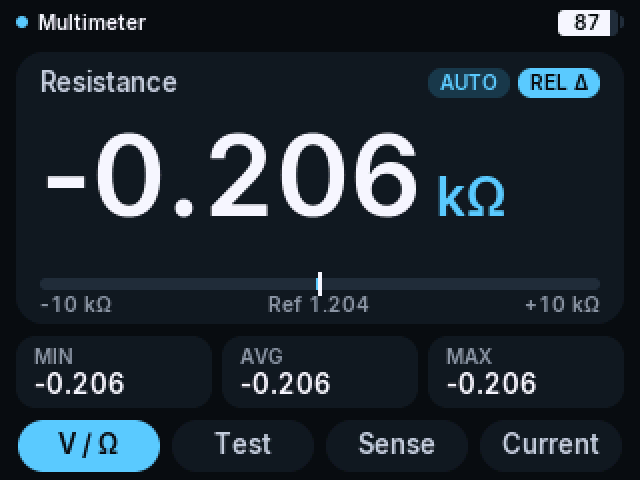 Multimeter 87
Resistance AUTO REL Δ
-0.206 kΩ
-10 kΩ Ref 1.204 +10 kΩ
MIN AVG MAX
-0.206 -0.206 -0.206
V / Ω Test Sense Current